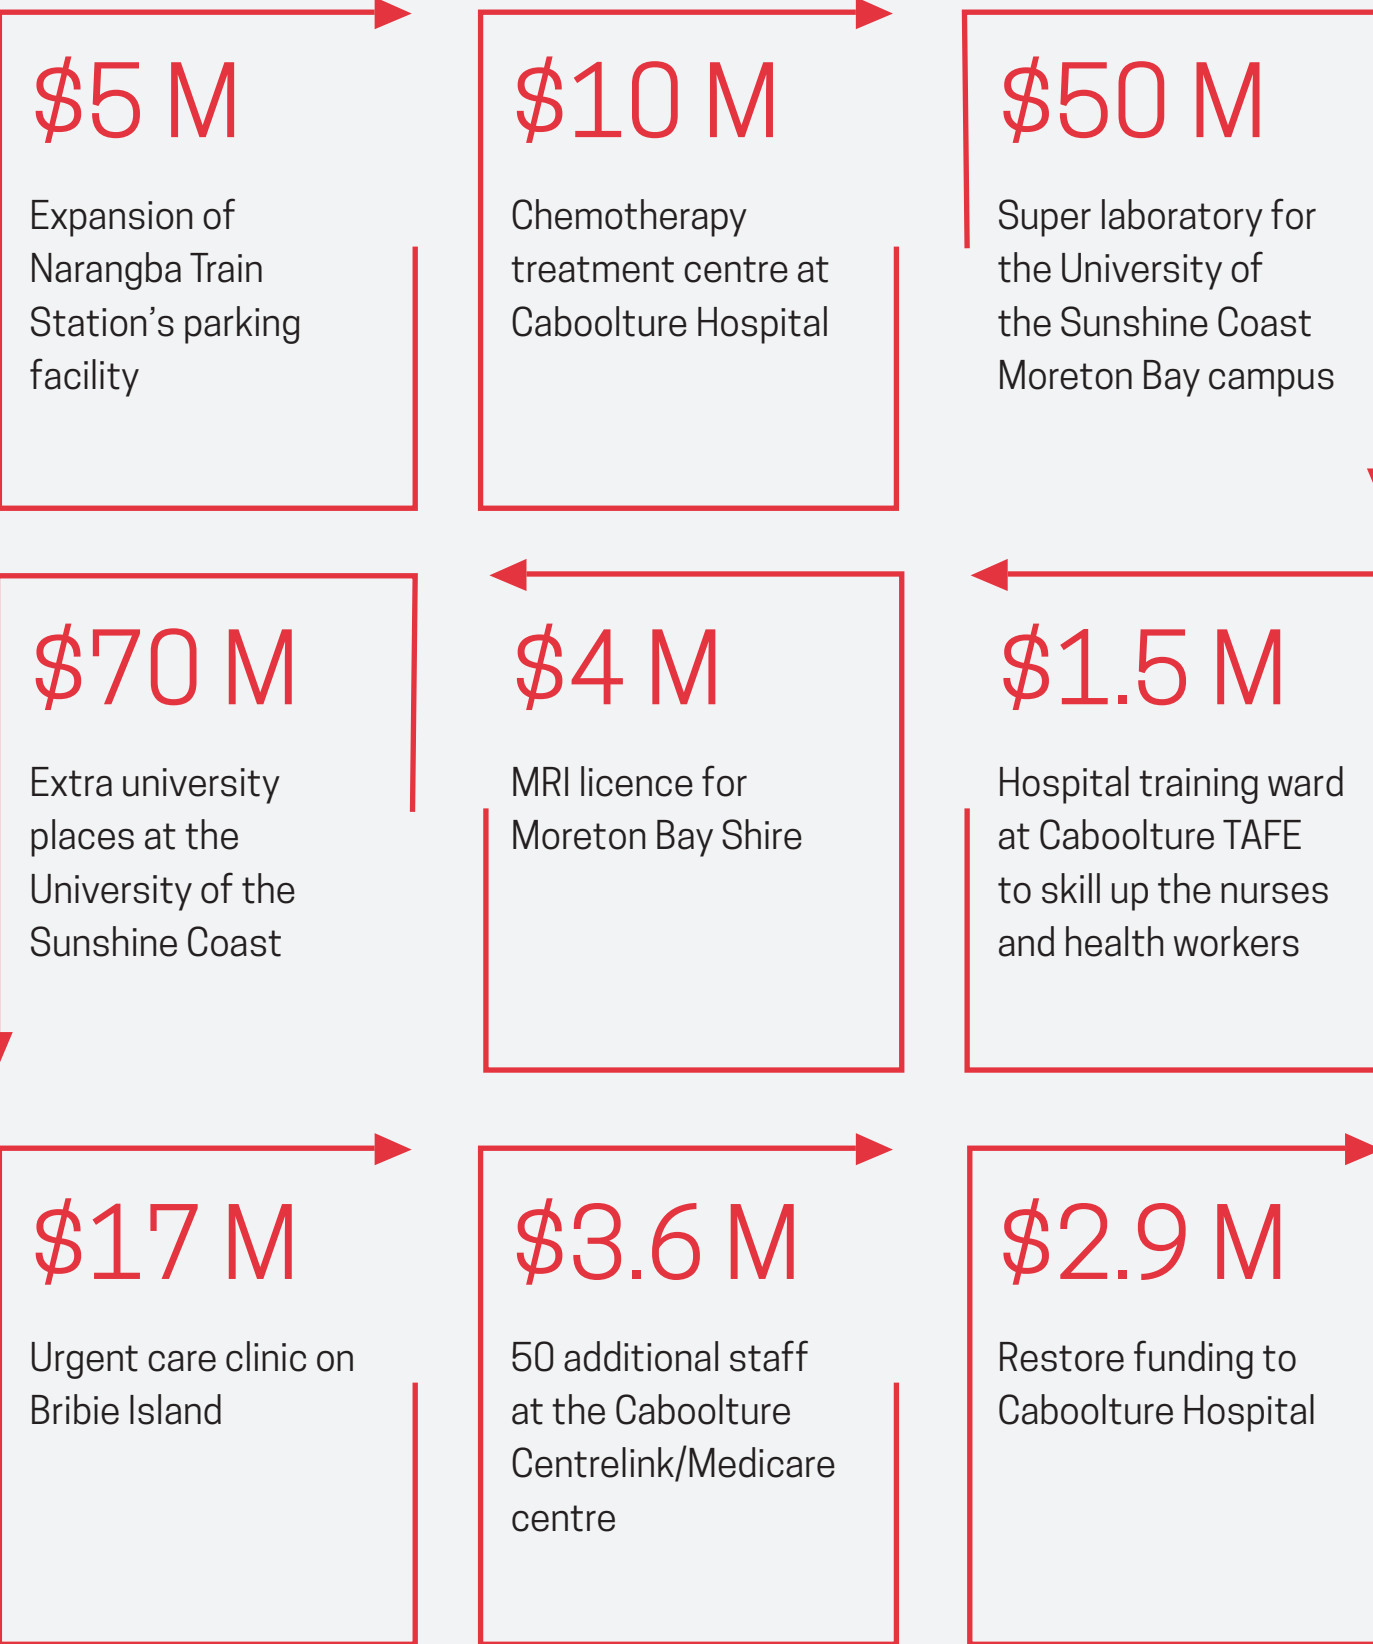 $5 M
Expansion of
Narangba Train
Station’s parking
facility
$10 M
Chemotherapy
treatment centre at
Caboolture Hospital
$50 M
Super laboratory for
the University of
the Sunshine Coast
Moreton Bay campus
$70 M
Extra university
places at the
University of the
Sunshine Coast
$4 M
MRI licence for
Moreton Bay Shire
$1.5 M
Hospital training ward
at Caboolture TAFE
to skill up the nurses
and health workers
$17 M
Urgent care clinic on
Bribie Island
$3.6 M
50 additional staff
at the Caboolture
Centrelink/Medicare
centre
$2.9 M
Restore funding to
Caboolture Hospital